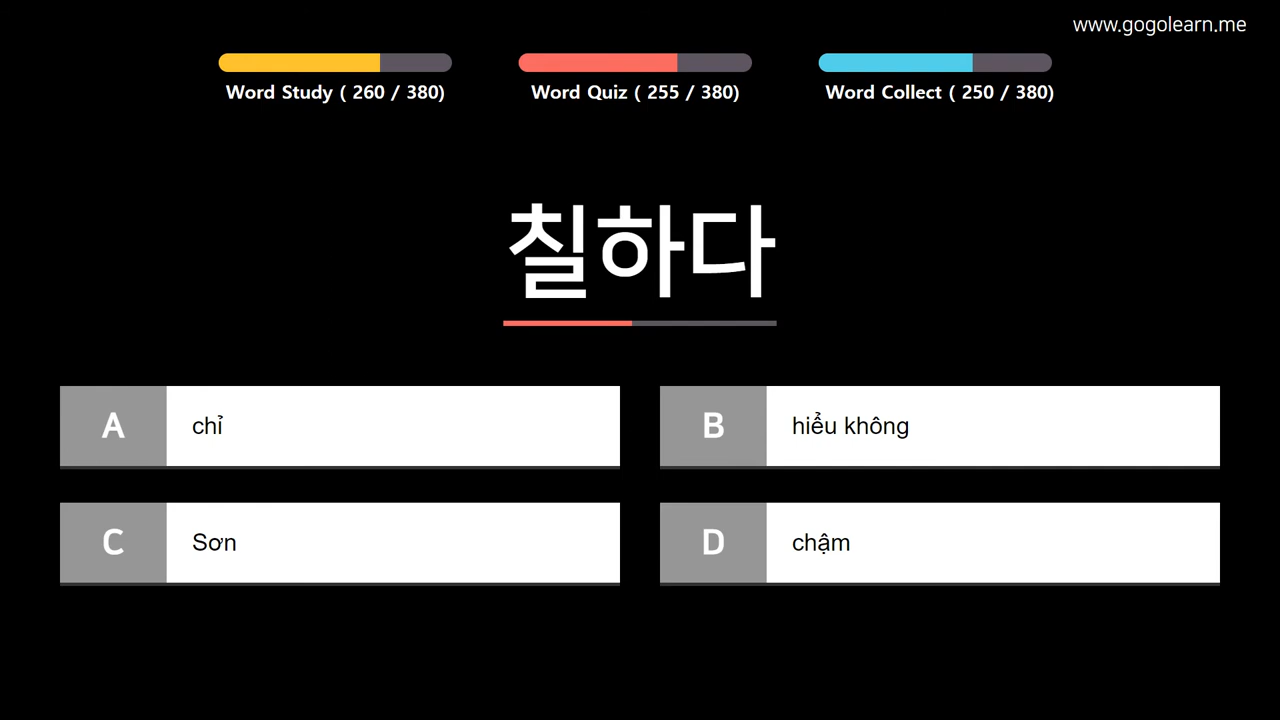 www.gogolearn.me
Word Study ( 260 / 380)
Word Quiz ( 255 / 380)
Word Collect ( 250 / 380)
칠하다
A chỉ
B hiểu không
C Sơn
D chậm